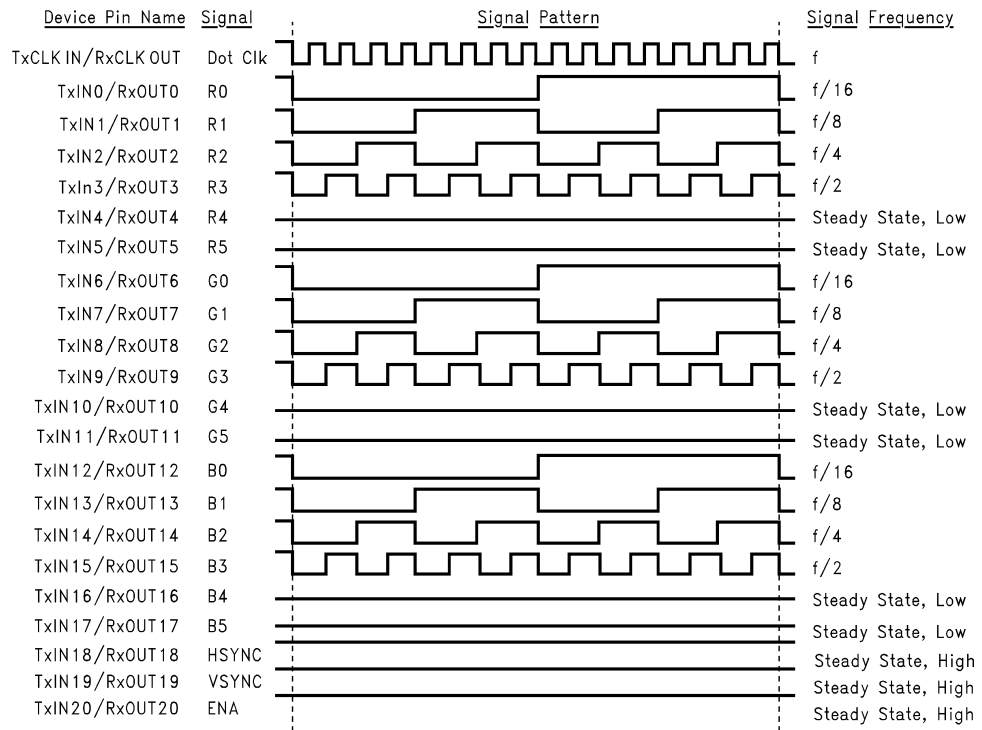 Device Pin Name Signal Signal Pattern Signal Frequency
TxCLK IN/RxCLK OUT Dot Clk f
TxIN0/RxOUT0 R0 f/16
TxIN1/RxOUT1 R1 f/8
TxIN2/RxOUT2 R2 f/4
TxIn3/RxOUT3 R3 f/2
TxIN4/RxOUT4 R4 Steady State, Low
TxIN5/RxOUT5 R5 Steady State, Low
TxIN6/RxOUT6 G0 f/16
TxIN7/RxOUT7 G1 f/8
TxIN8/RxOUT8 G2 f/4
TxIN9/RxOUT9 G3 f/2
TxIN10/RxOUT10 G4 Steady State, Low
TxIN11/RxOUT11 G5 Steady State, Low
TxIN12/RxOUT12 B0 f/16
TxIN13/RxOUT13 B1 f/8
TxIN14/RxOUT14 B2 f/4
TxIN15/RxOUT15 B3 f/2
TxIN16/RxOUT16 B4 Steady State, Low
TxIN17/RxOUT17 B5 Steady State, Low
TxIN18/RxOUT18 HSYNC Steady State, High
TxIN19/RxOUT19 VSYNC Steady State, High
TxIN20/RxOUT20 ENA Steady State, High